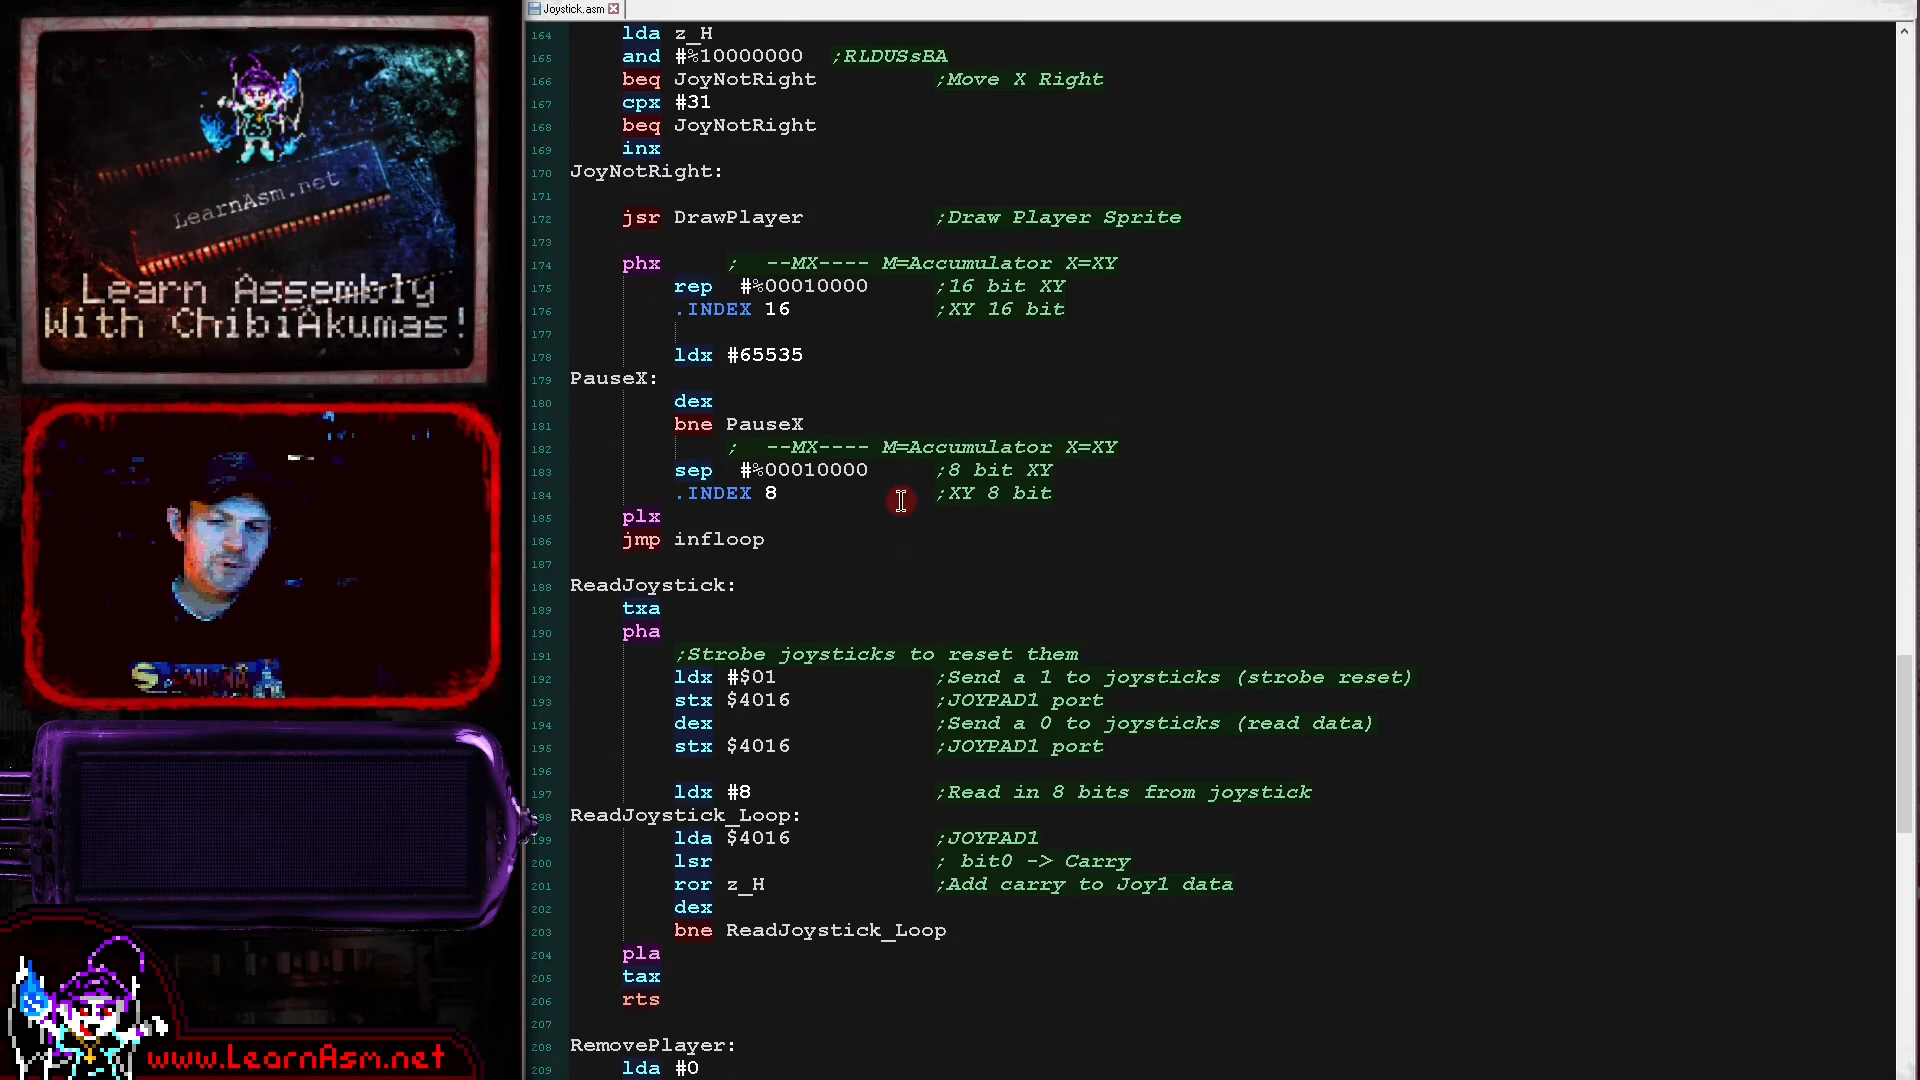 LearnAsm.net
Learn Assembly
With ChibiAkumas!
www.LearnAsm.net
Joystick.asm
164 lda z_H
165 and #%10000000 ;RLDUSsBA
166 beq JoyNotRight ;Move X Right
167 cpx #31
168 beq JoyNotRight
169 inx
170 JoyNotRight:
171
172 jsr DrawPlayer ;Draw Player Sprite
173
174 phx ; --MX---- M=Accumulator X=XY
175 rep #%00010000 ;16 bit XY
176 .INDEX 16 ;XY 16 bit
177
178 ldx #65535
179 PauseX:
180 dex
181 bne PauseX
182 ; --MX---- M=Accumulator X=XY
183 sep #%00010000 ;8 bit XY
184 .INDEX 8 ;XY 8 bit
185 plx
186 jmp infloop
187
188 ReadJoystick:
189 txa
190 pha
191 ;Strobe joysticks to reset them
192 ldx #$01 ;Send a 1 to joysticks (strobe reset)
193 stx $4016 ;JOYPAD1 port
194 dex ;Send a 0 to joysticks (read data)
195 stx $4016 ;JOYPAD1 port
196
197 ldx #8 ;Read in 8 bits from joystick
198 ReadJoystick_Loop:
199 lda $4016 ;JOYPAD1
200 lsr ; bit0 -> Carry
201 ror z_H ;Add carry to Joy1 data
202 dex
203 bne ReadJoystick_Loop
204 pla
205 tax
206 rts
207
208 RemovePlayer:
209 lda #0